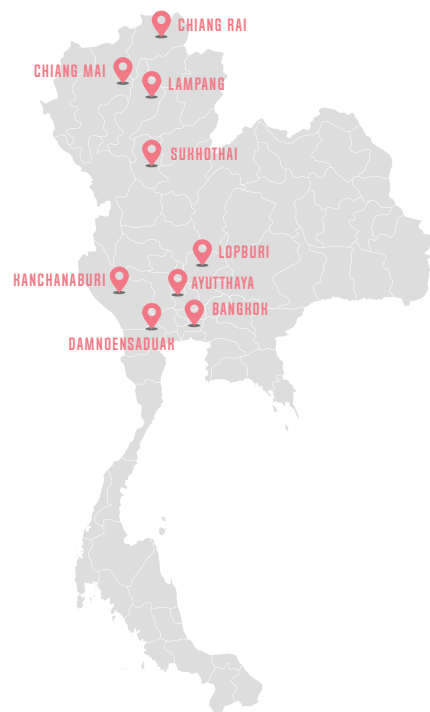 CHIANG RAI
CHIANG MAI
LAMPANG
SUKHOTHAI
LOPBURI
KANCHANABURI
AYUTTHAYA
BANGKOK
DAMNOENSADUAK